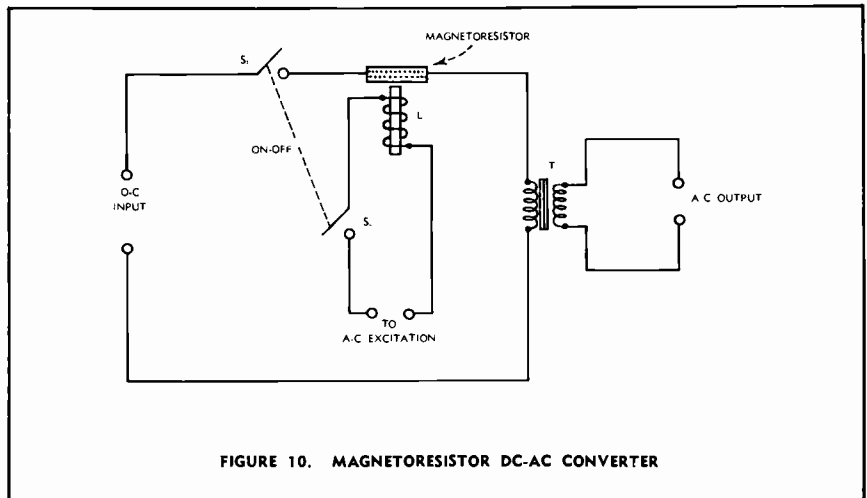 MAGNETORESISTOR
S₁
L
ON-OFF
T
D-C
INPUT
S₂
A C OUTPUT
TO
A-C EXCITATION
FIGURE 10. MAGNETORESISTOR DC-AC CONVERTER